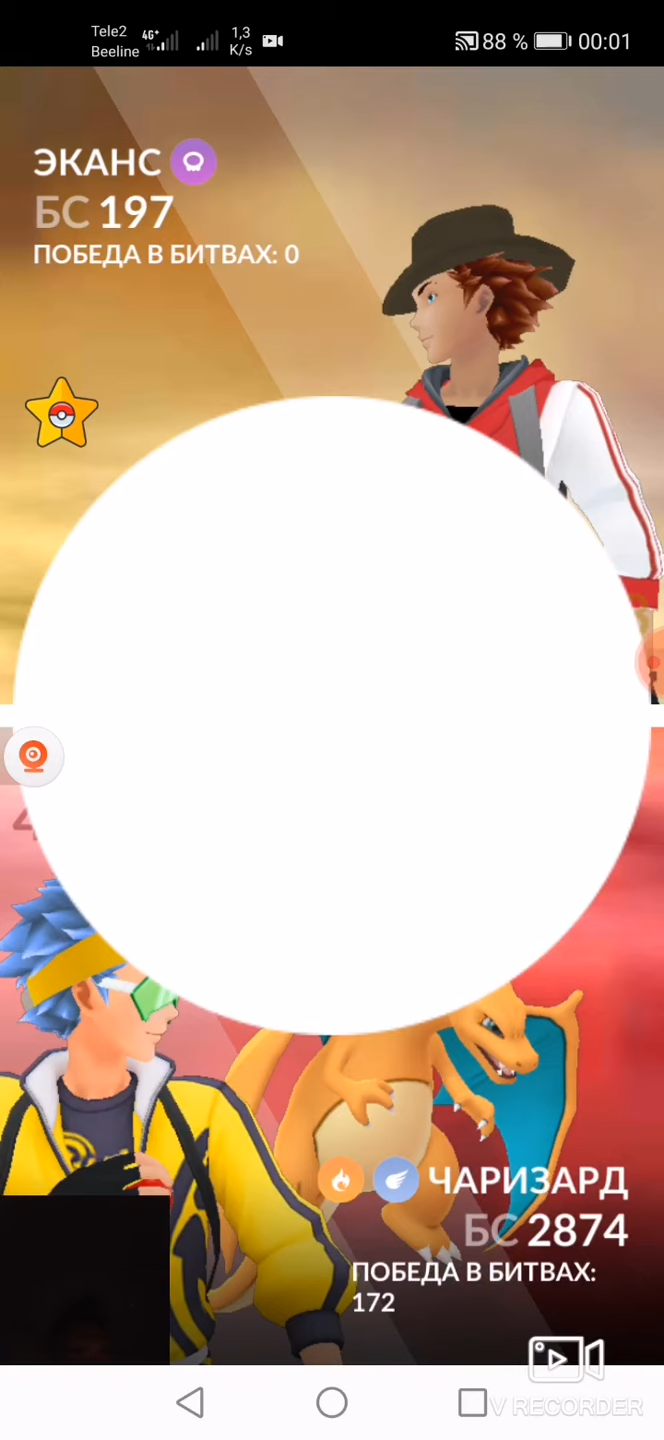 Tele2
Beeline
4G+
1,3
K/s
88 %
00:01
ЭКАНС
БС 197
ПОБЕДА В БИТВАХ: 0
ЧАРИЗАРД
БС 2874
ПОБЕДА В БИТВАХ:
172
V RECORDER